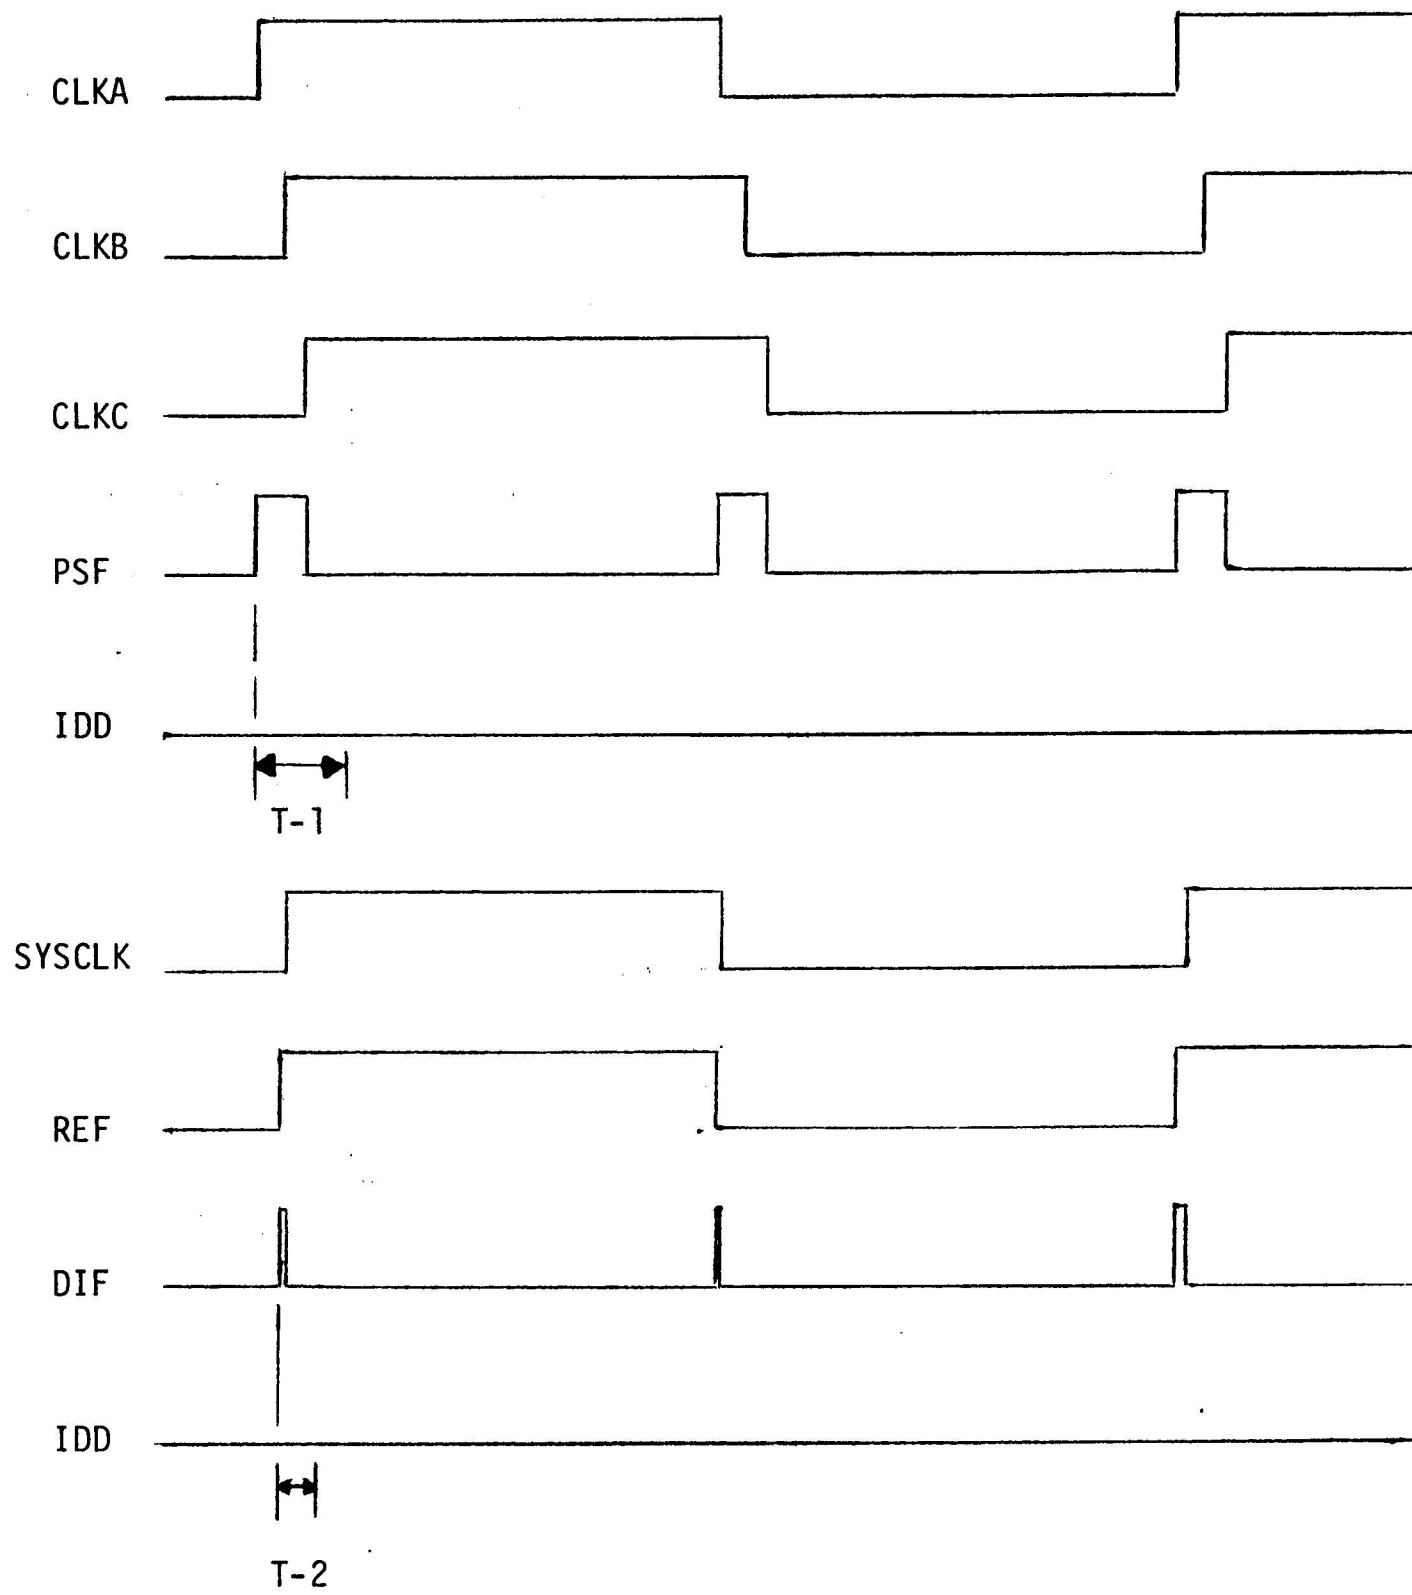 CLKA
CLKB
CLKC
PSF
IDD
T-1
SYSCLK
REF
DIF
IDD
T-2